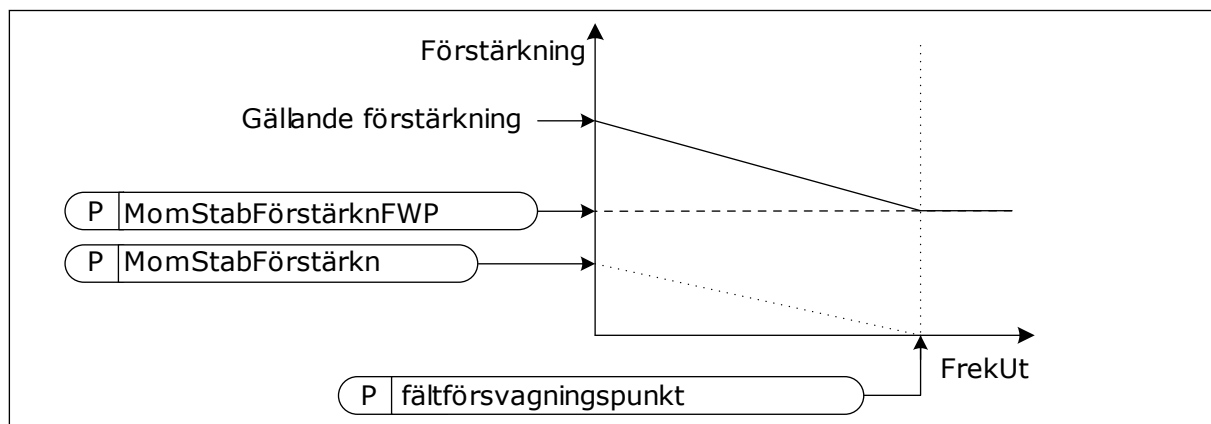 Förstärkning
Gällande förstärkning
P MomStabFörstärknFWP
P MomStabFörstärkn
FrekUt
P fältförsvagningspunkt